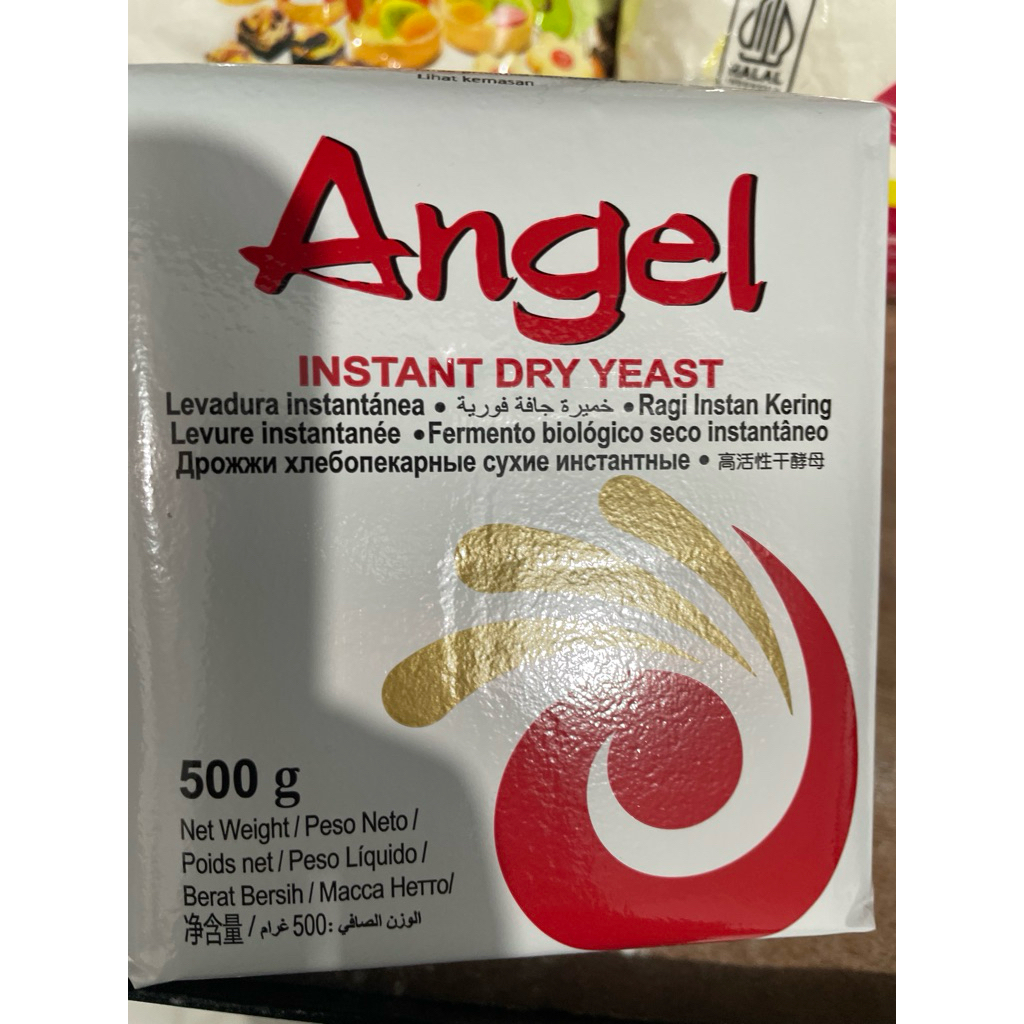 HALAL
Lihat kemasan
Angel
INSTANT DRY YEAST
Levadura instantánea • خميرة جافة فورية • Ragi Instan Kering
Levure instantanée • Fermento biológico seco instantâneo
Дрожжи хлебопекарные сухие инстантные • 高活性干酵母
500 g
Net Weight / Peso Neto /
Poids net / Peso Líquido /
Berat Bersih / Масса Нетто/
净含量 / الوزن الصافي :500 غرام